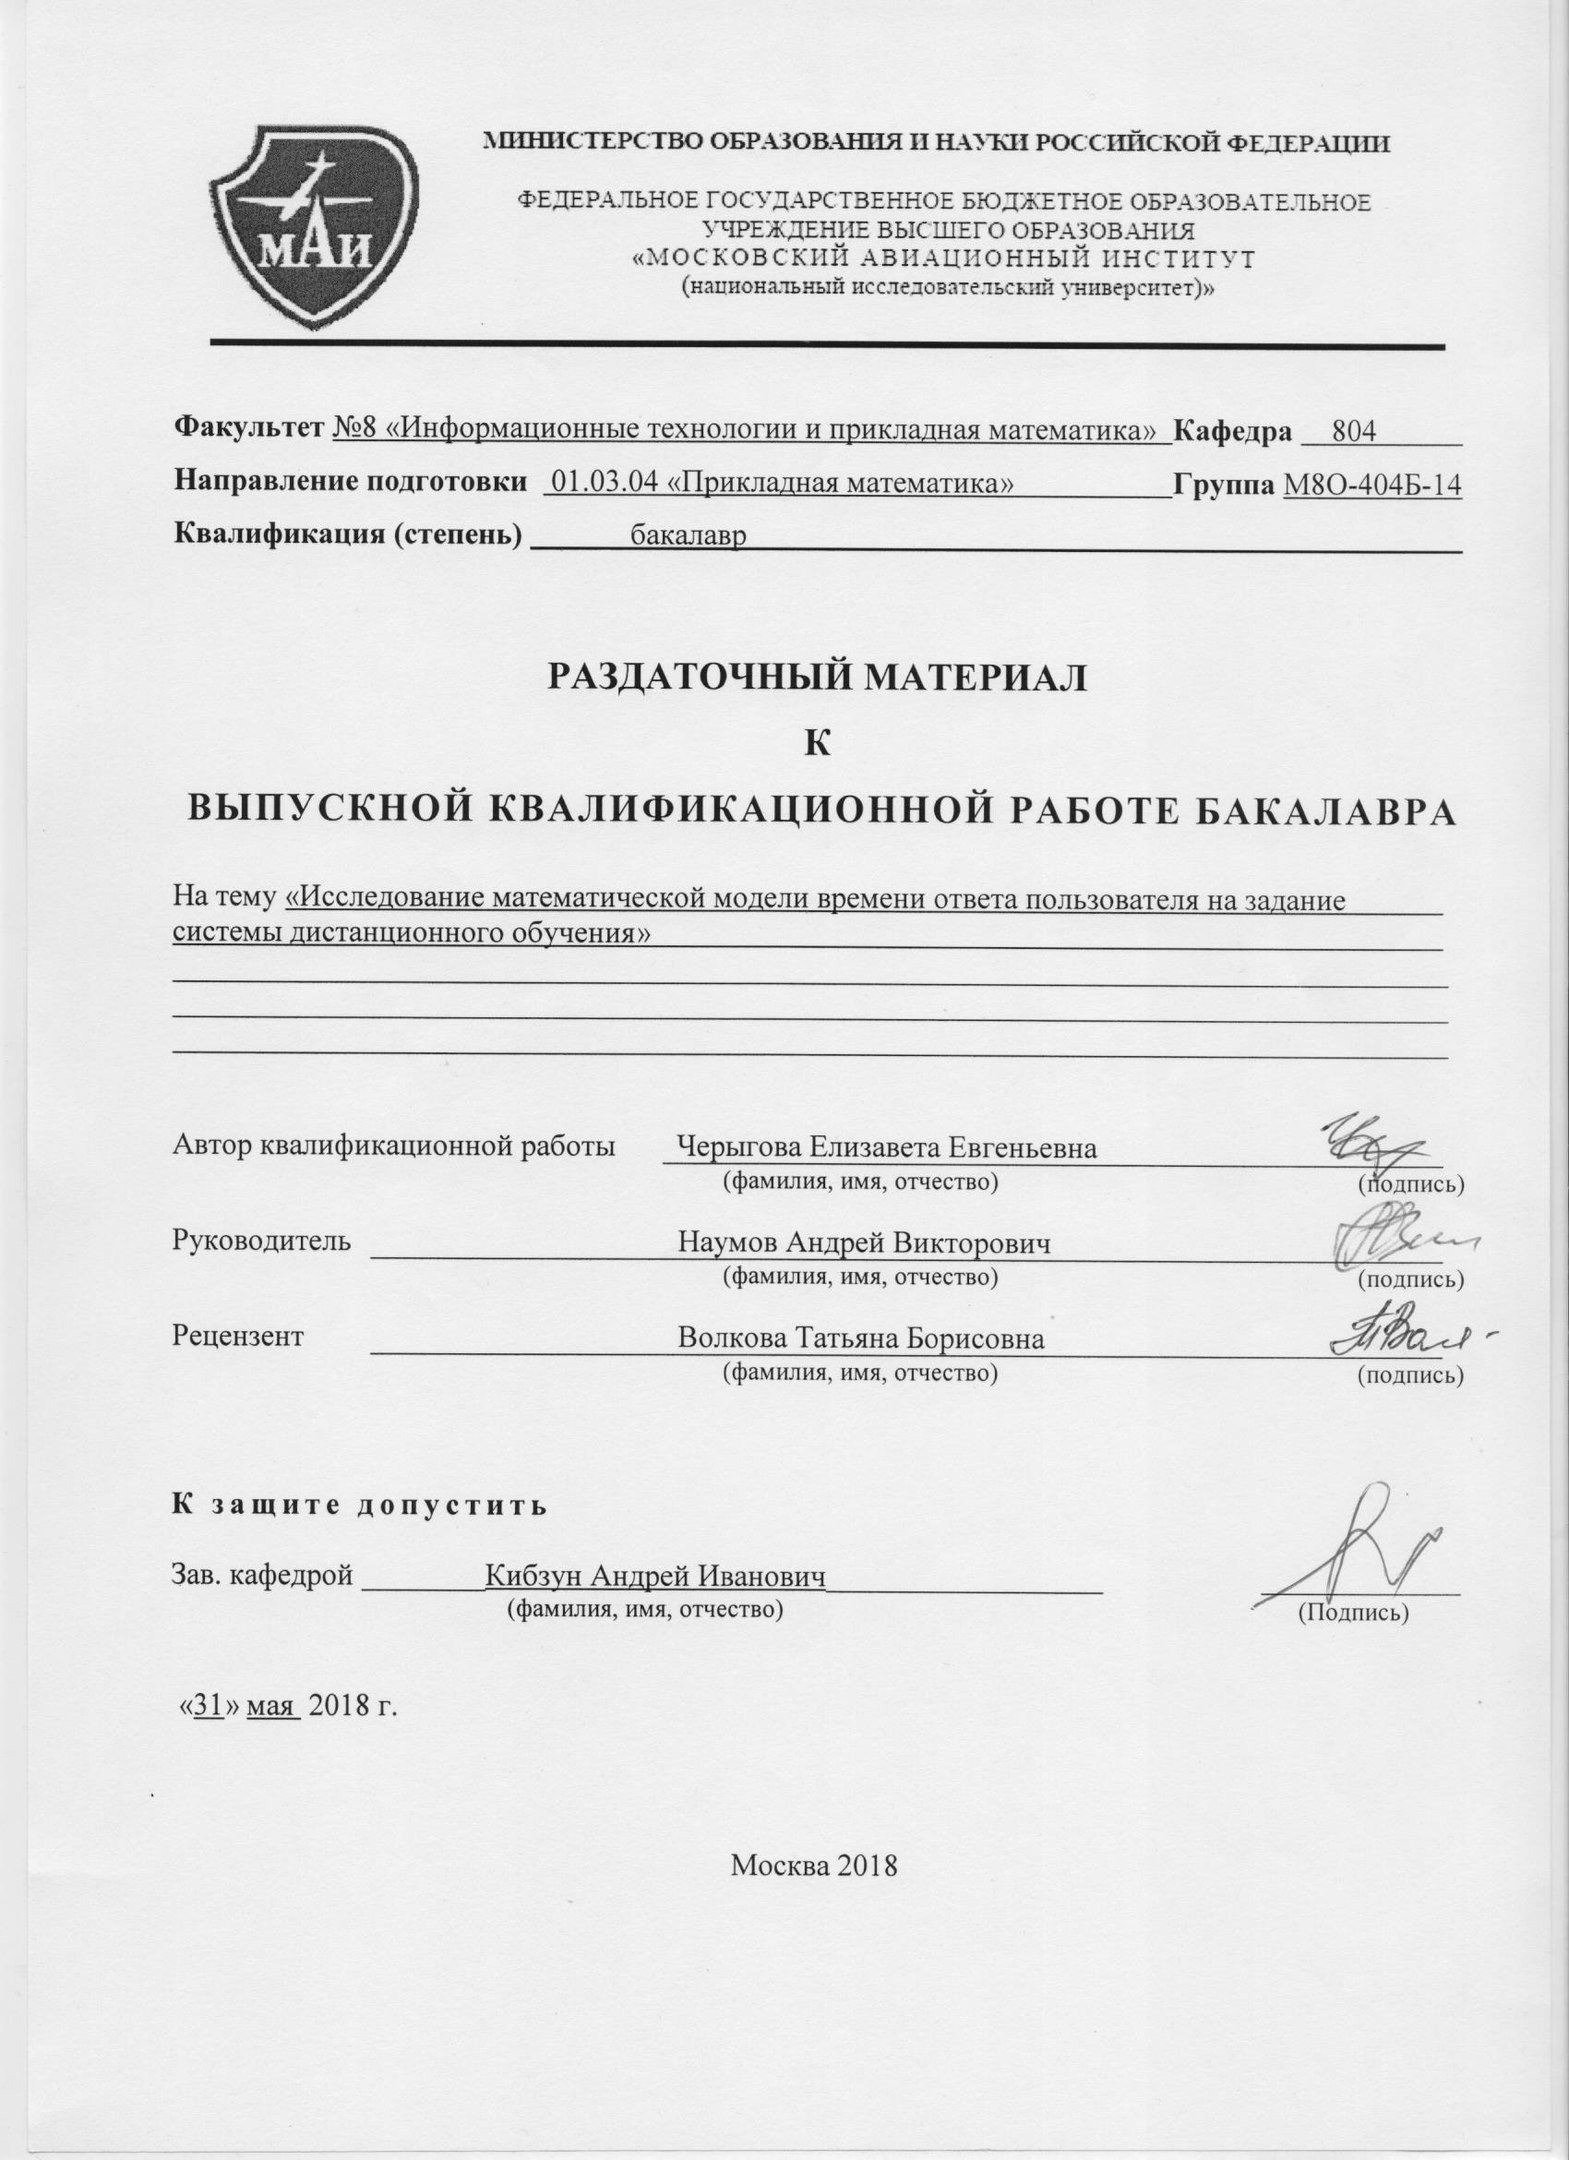 МИНИСТЕРСТВО ОБРАЗОВАНИЯ И НАУКИ РОССИЙСКОЙ ФЕДЕРАЦИИ
ФЕДЕРАЛЬНОЕ ГОСУДАРСТВЕННОЕ БЮДЖЕТНОЕ ОБРАЗОВАТЕЛЬНОЕ
УЧРЕЖДЕНИЕ ВЫСШЕГО ОБРАЗОВАНИЯ
«МОСКОВСКИЙ АВИАЦИОННЫЙ ИНСТИТУТ
(национальный исследовательский университет)»
МАИ
Факультет №8 «Информационные технологии и прикладная математика» Кафедра 804
Направление подготовки 01.03.04 «Прикладная математика» Группа М8О-404Б-14
Квалификация (степень) бакалавр
РАЗДАТОЧНЫЙ МАТЕРИАЛ
К
ВЫПУСКНОЙ КВАЛИФИКАЦИОННОЙ РАБОТЕ БАКАЛАВРА
На тему «Исследование математической модели времени ответа пользователя на задание
системы дистанционного обучения»
Автор квалификационной работы Черыгова Елизавета Евгеньевна
(фамилия, имя, отчество) (подпись)
Руководитель Наумов Андрей Викторович
(фамилия, имя, отчество) (подпись)
Рецензент Волкова Татьяна Борисовна
(фамилия, имя, отчество) (подпись)
К защите допустить
Зав. кафедрой Кибзун Андрей Иванович
(фамилия, имя, отчество) (Подпись)
«31» мая 2018 г.
Москва 2018